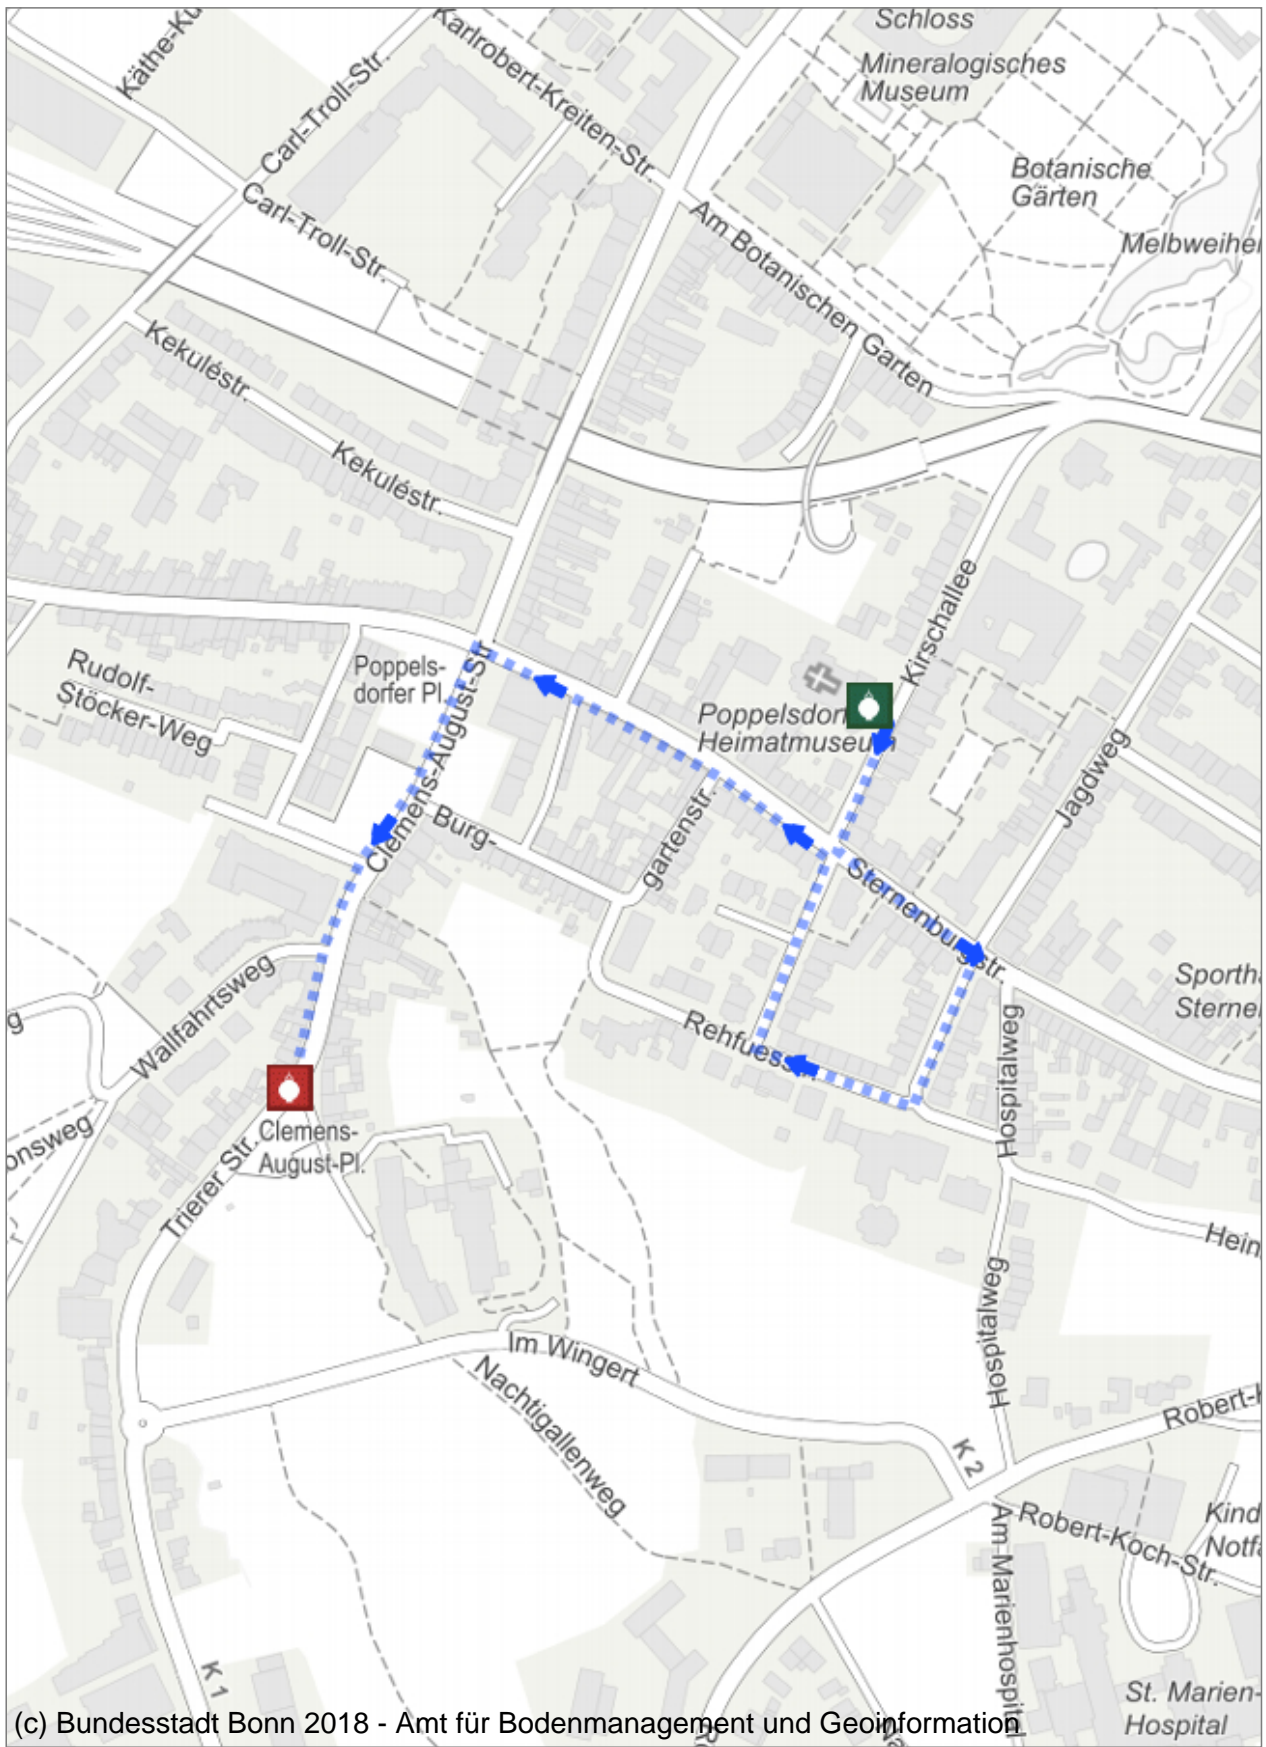 Schloss
Mineralogisches
Museum
Karlrobert-Kreiten-Str.
Carl-Troll-Str.
Carl-Troll-Str.
Botanische
Gärten
Am Botanischen Garten
Kekuléstr.
Kekuléstr.
Kirschallee
Poppels-
dorfer Pl.
Rudolf-
Stöcker-Weg
Clemens-August-Str.
Heimatmuseum
Jagdweg
Burg-
gartenstr.
Sternenburgstr.
Wallfahrtsweg
Hospitalweg
Clemens-
August-Pl.
Trierer Str.
Hospitalweg
Im Wingert
Nachtigallenweg
K 2
Robert-Koch-Str.
Am Marienhospital
K 1
St. Marien-
Hospital
(c) Bundesstadt Bonn 2018 - Amt für Bodenmanagement und Geoinformation